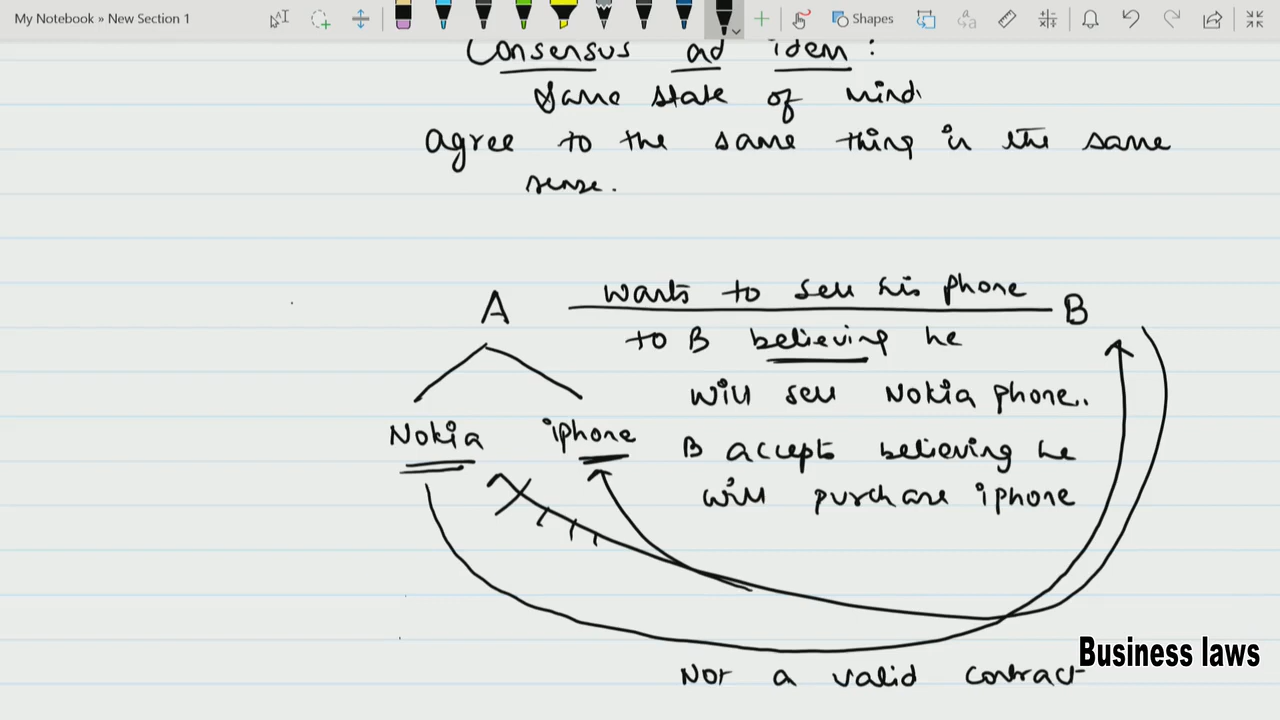 My Notebook » New Section 1
Shapes
Consensus ad idem :
Same state of mind
agree to the same thing in the same
sense.
A wants to sell his phone B
to B believing he
will sell Nokia phone..
Nokia iphone B accepts believing he
will purchase iphone
Business laws
Not a valid contract